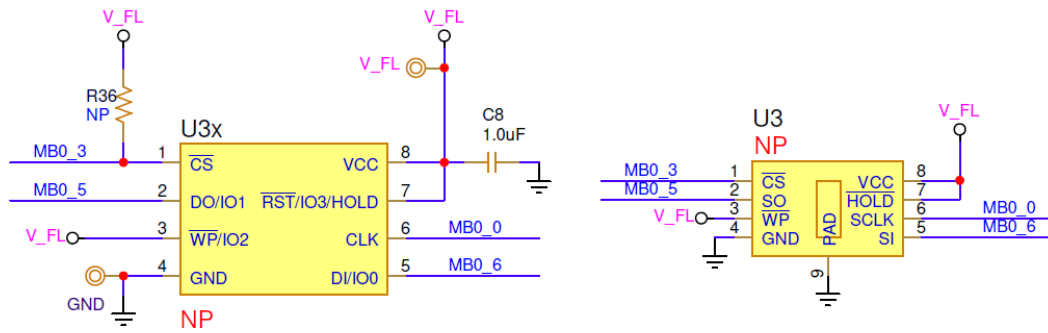 V_FL
R36
NP
V_FL
V_FL
C8
1.0uF
U3x
MB0_3
1
CS
VCC
8
MB0_5
2
DO/IO1
RST/IO3/HOLD
7
V_FL
3
WP/IO2
CLK
6
MB0_0
GND
4
GND
DI/IO0
5
MB0_6
NP
V_FL
U3
NP
MB0_3
1
CS
VCC
8
MB0_5
2
SO
HOLD
7
V_FL
3
WP
SCLK
6
MB0_0
4
GND
SI
5
MB0_6
PAD
9